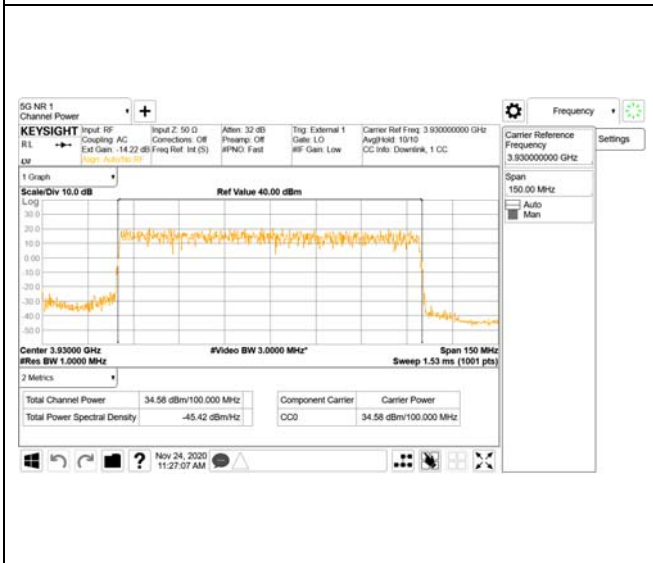 5G NR 1
Channel Power
Frequency
KEYSIGHT
RL
Input: RF
Coupling: AC
Ext Gain: -14.22 dB
Align: Auto/No RF
Input Z: 50 Ω
Corrections: Off
Freq Ref: Int (S)
Atten: 32 dB
Preamp: Off
#PNO: Fast
Trig: External 1
Gate: LO
#IF Gain: Low
Carrier Ref Freq: 3.930000000 GHz
Avg|Hold: 10/10
CC Info: Downlink, 1 CC
Carrier Reference
Frequency
3.930000000 GHz
Settings
Span
150.00 MHz
Auto
Man
1 Graph
Scale/Div 10.0 dB
Ref Value 40.00 dBm
Log
30.0
20.0
10.0
0.00
-10.0
-20.0
-30.0
-40.0
-50.0
Center 3.93000 GHz
#Video BW 3.0000 MHz*
Span 150 MHz
#Res BW 1.0000 MHz
Sweep 1.53 ms (1001 pts)
2 Metrics
Total Channel Power 34.58 dBm/100.000 MHz
Total Power Spectral Density -45.42 dBm/Hz
Component Carrier Carrier Power
CC0 34.58 dBm/100.000 MHz
?
Nov 24, 2020
11:27:07 AM